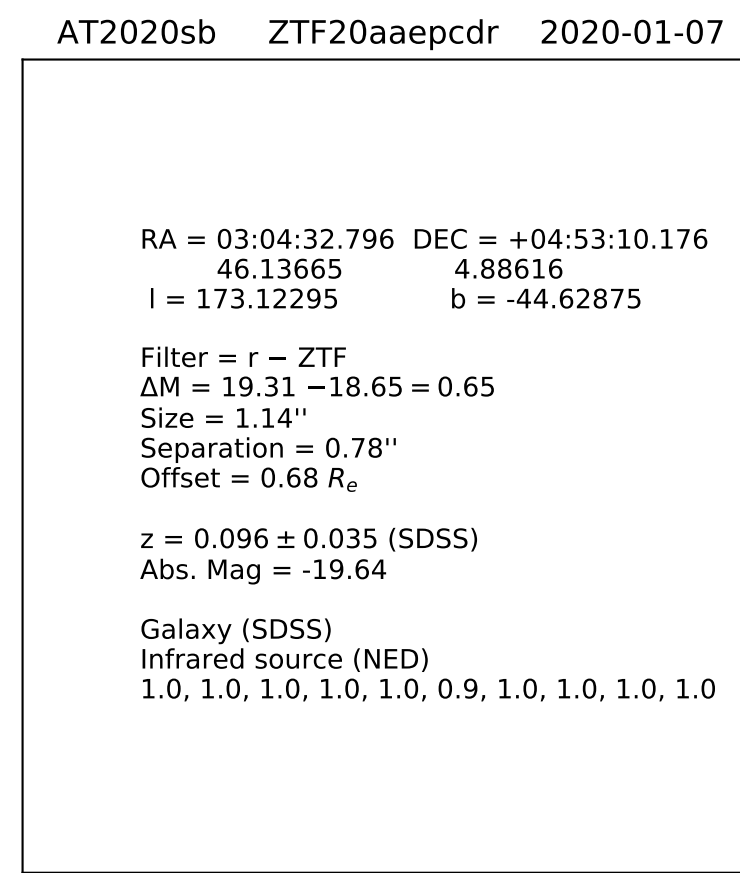 AT2020sb ZTF20aaepcdr 2020-01-07
RA = 03:04:32.796 DEC = +04:53:10.176
46.13665 4.88616
l = 173.12295 b = -44.62875
Filter = r − ZTF
ΔM = 19.31 −18.65 = 0.65
Size = 1.14''
Separation = 0.78''
Offset = 0.68 Rₑ
z = 0.096 ± 0.035 (SDSS)
Abs. Mag = -19.64
Galaxy (SDSS)
Infrared source (NED)
1.0, 1.0, 1.0, 1.0, 1.0, 0.9, 1.0, 1.0, 1.0, 1.0